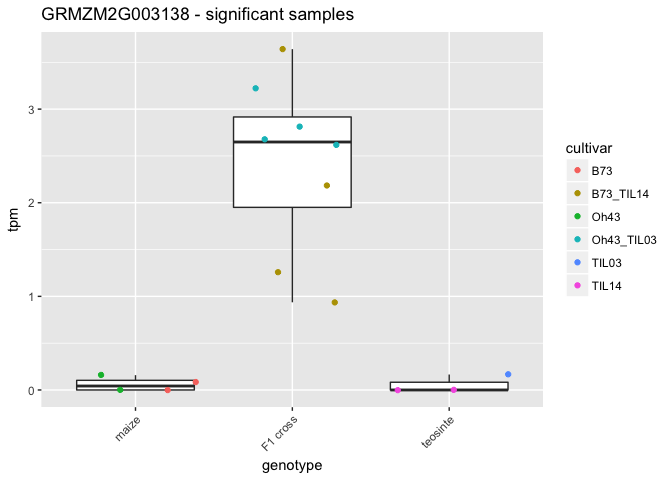 GRMZM2G003138 - significant samples
tpm
3
2
1
0
maize
F1 cross
teosinte
genotype
cultivar
B73
B73_TIL14
Oh43
Oh43_TIL03
TIL03
TIL14